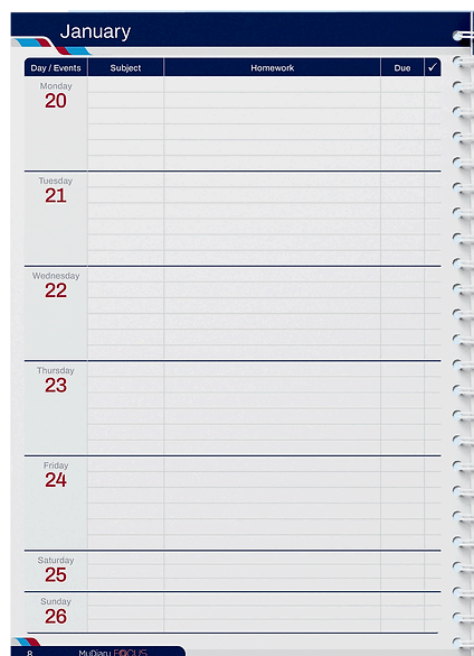 January
Day / Events Subject Homework Due ✓
Monday
20
Tuesday
21
Wednesday
22
Thursday
23
Friday
24
Saturday
25
Sunday
26
8 MyDiary FOCUS